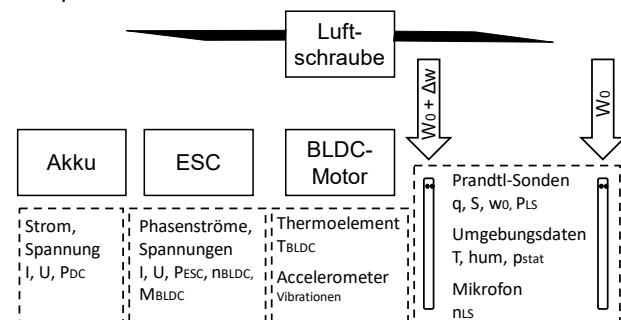 Luft-
schraube
W₀ + Δw
W₀
Akku
ESC
BLDC-
Motor
Strom,
Spannung
I, U, PDC
Phasenströme,
Spannungen
I, U, PESC, nBLDC,
MBLDC
Thermoelement
TBLDC
Accelerometer
Vibrationen
Prandtl-Sonden
q, S, w₀, PLS
Umgebungsdaten
T, hum, pstat
Mikrofon
nLS